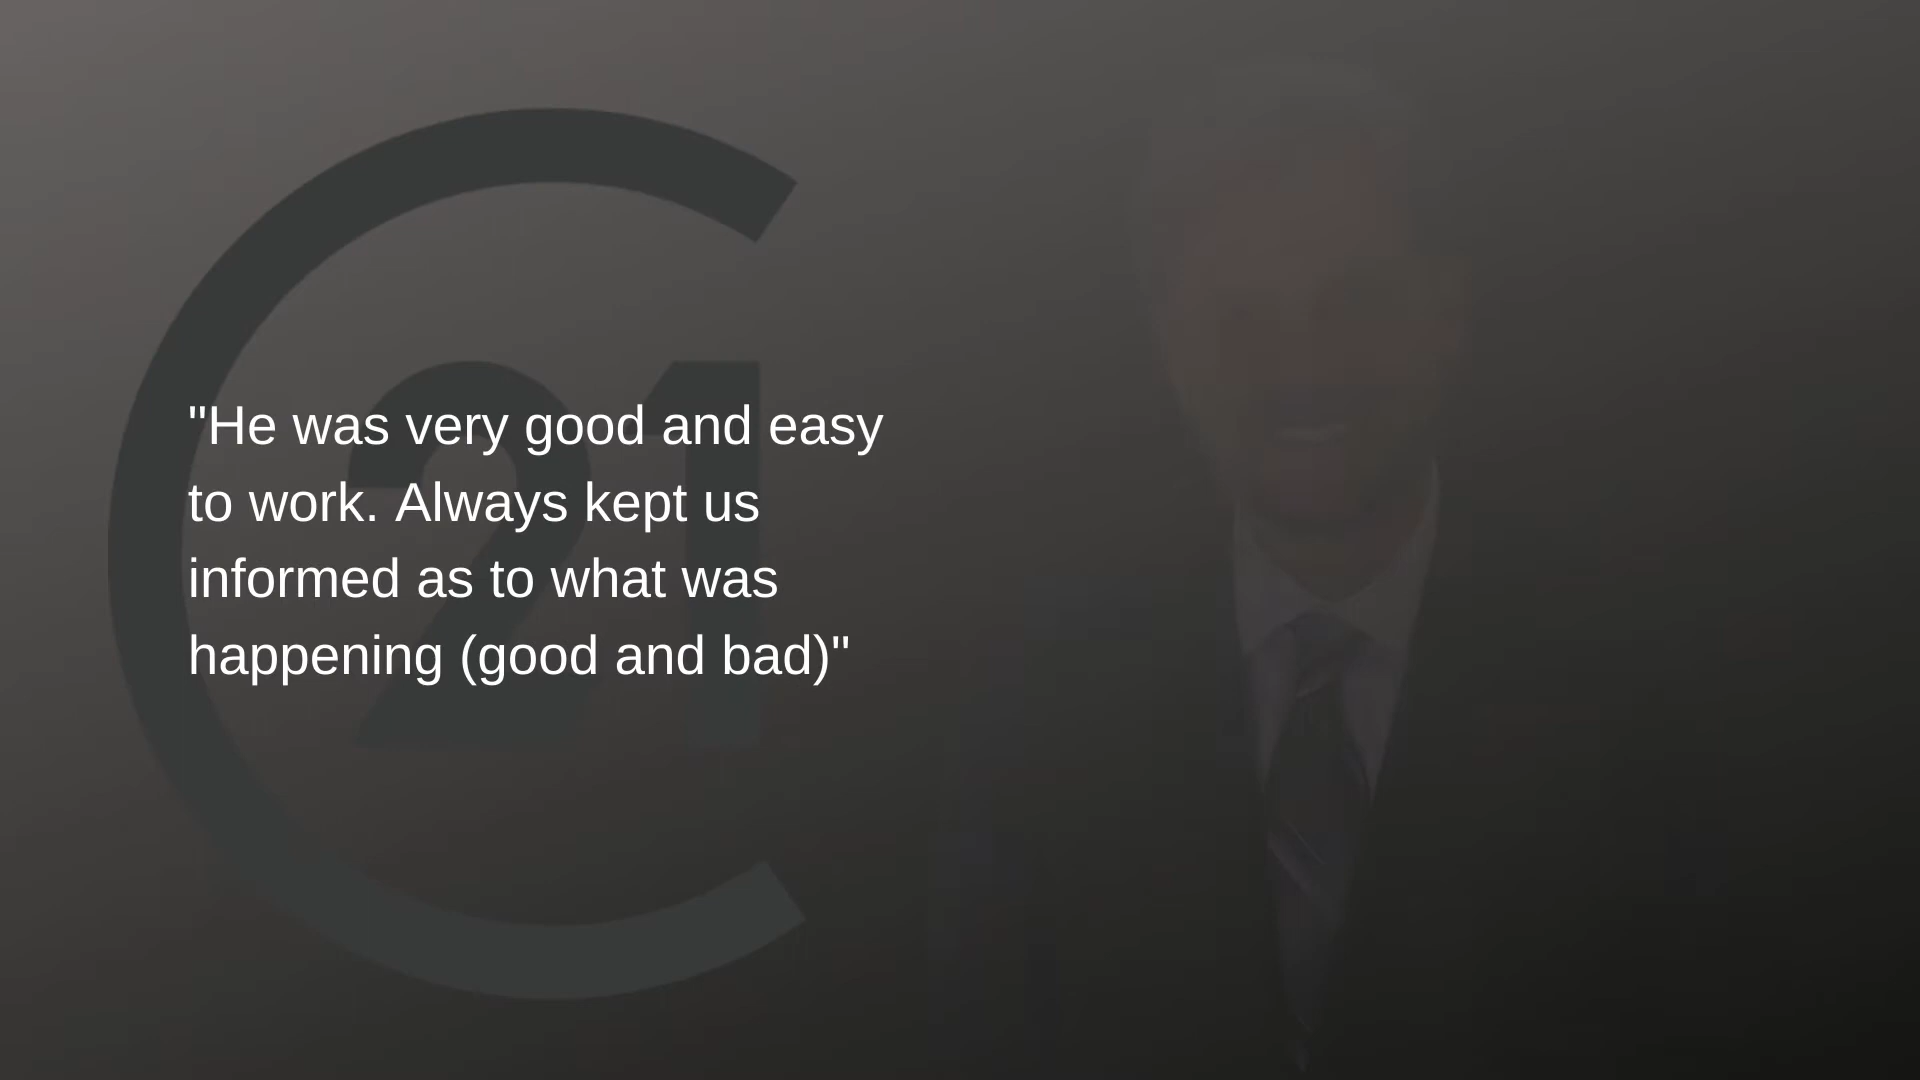 "He was very good and easy
to work. Always kept us
informed as to what was
happening (good and bad)"
C21